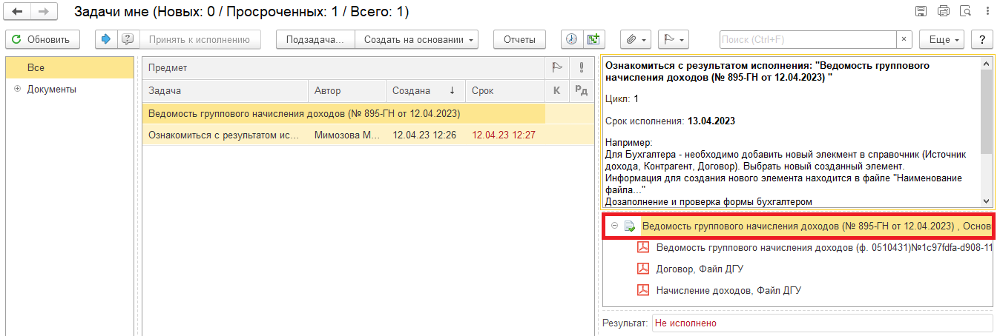 Задачи мне (Новых: 0 / Просроченных: 1 / Всего: 1)
Обновить
Принять к исполнению
Подзадача...
Создать на основании
Отчеты
Поиск (Ctrl+F)
×
Еще
?
Все
Документы
Предмет
Задача Автор Создана ↓ Срок К Рд
Ведомость группового начисления доходов (№ 895-ГН от 12.04.2023)
Ознакомиться с результатом ис... Мимозова М... 12.04.23 12:26 12.04.23 12:27
Ознакомиться с результатом исполнения: "Ведомость группового
начисления доходов (№ 895-ГН от 12.04.2023) "
Цикл: 1
Срок исполнения: 13.04.2023
Например:
Для Бухгалтера - необходимо добавить новый элекмент в справочник (Источник
дохода, Контрагент, Договор). Выбрать новый созданный элемент.
Информация для создания нового элемента находится в файле "Наименование
файла..."
Дозаполнение и проверка формы бухгалтером
Ведомость группового начисления доходов (№ 895-ГН от 12.04.2023) , Основ
Ведомость группового начисления доходов (ф. 0510431)№1c97fdfa-d908-11
Договор, Файл ДГУ
Начисление доходов, Файл ДГУ
Результат: Не исполнено